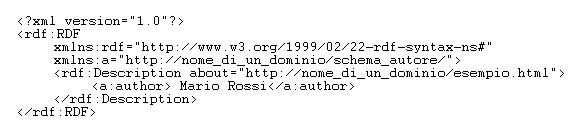 <?xml version="1.0"?>
<rdf:RDF
xmlns:rdf="http://www.w3.org/1999/02/22-rdf-syntax-ns#"
xmlns:a="http://nome_di_un_dominio/schema_autore/">
<rdf:Description about="http://nome_di_un_dominio/esempio.html">
<a:author> Mario Rossi</a:author>
</rdf:Description>
</rdf:RDF>